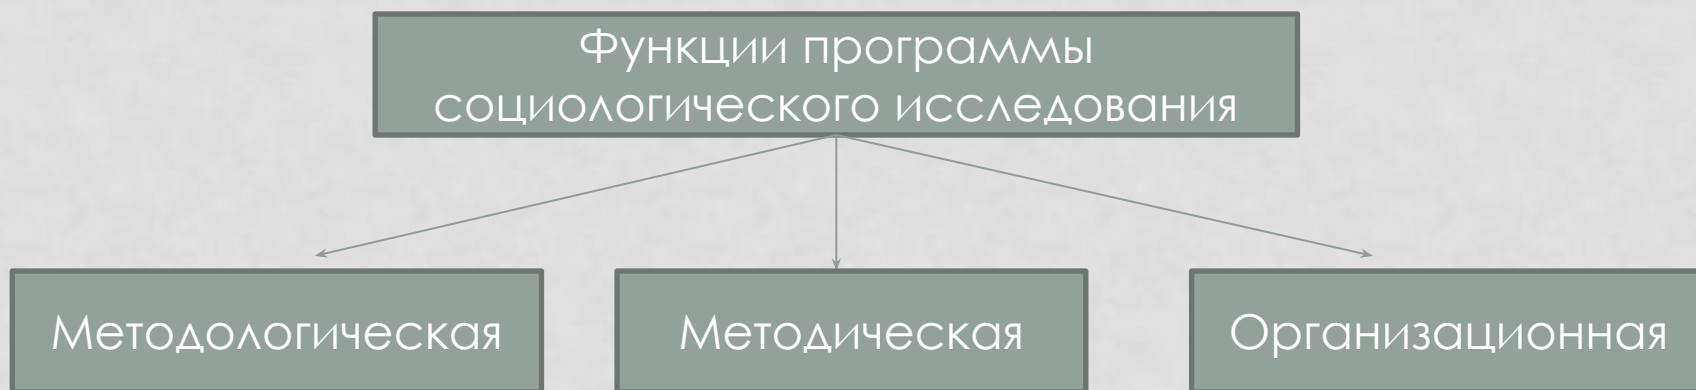 Функции программы
социологического исследования
Методологическая
Методическая
Организационная